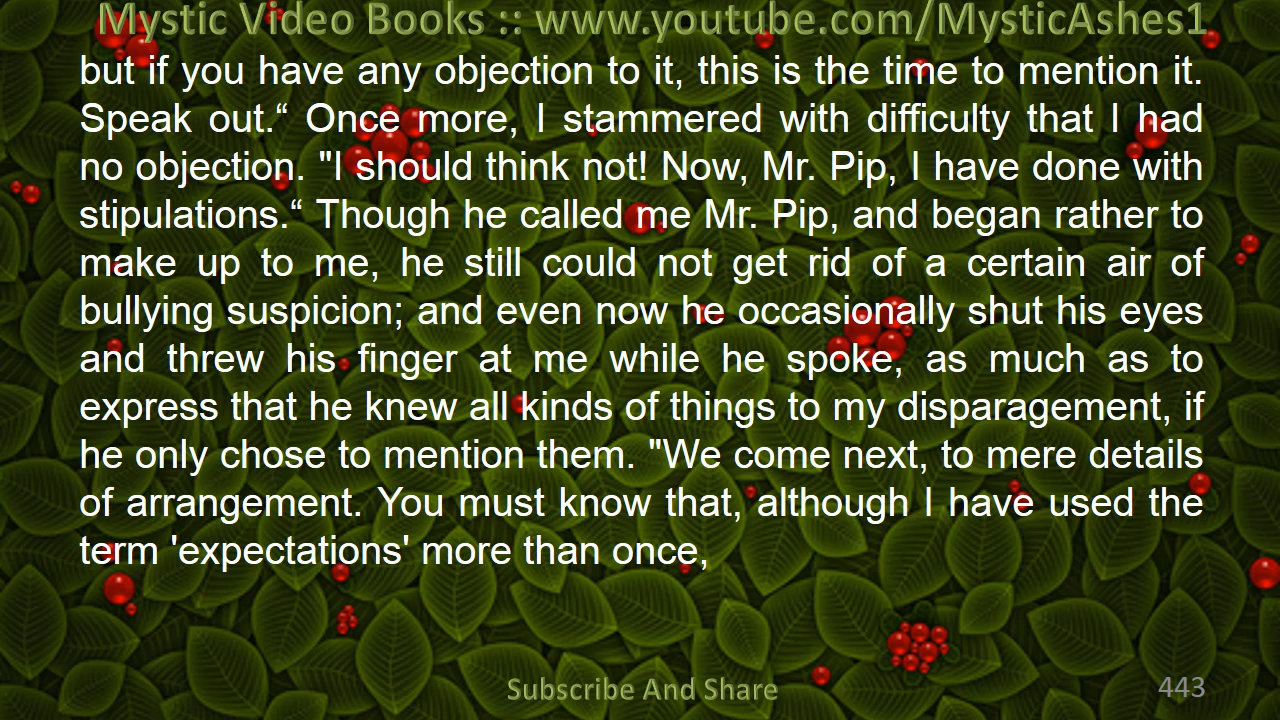 Mystic Video Books :: www.youtube.com/MysticAshes1
but if you have any objection to it, this is the time to mention it.
Speak out.“ Once more, I stammered with difficulty that I had
no objection. "I should think not! Now, Mr. Pip, I have done with
stipulations.“ Though he called me Mr. Pip, and began rather to
make up to me, he still could not get rid of a certain air of
bullying suspicion; and even now he occasionally shut his eyes
and threw his finger at me while he spoke, as much as to
express that he knew all kinds of things to my disparagement, if
he only chose to mention them. "We come next, to mere details
of arrangement. You must know that, although I have used the
term 'expectations' more than once,
Subscribe And Share
443